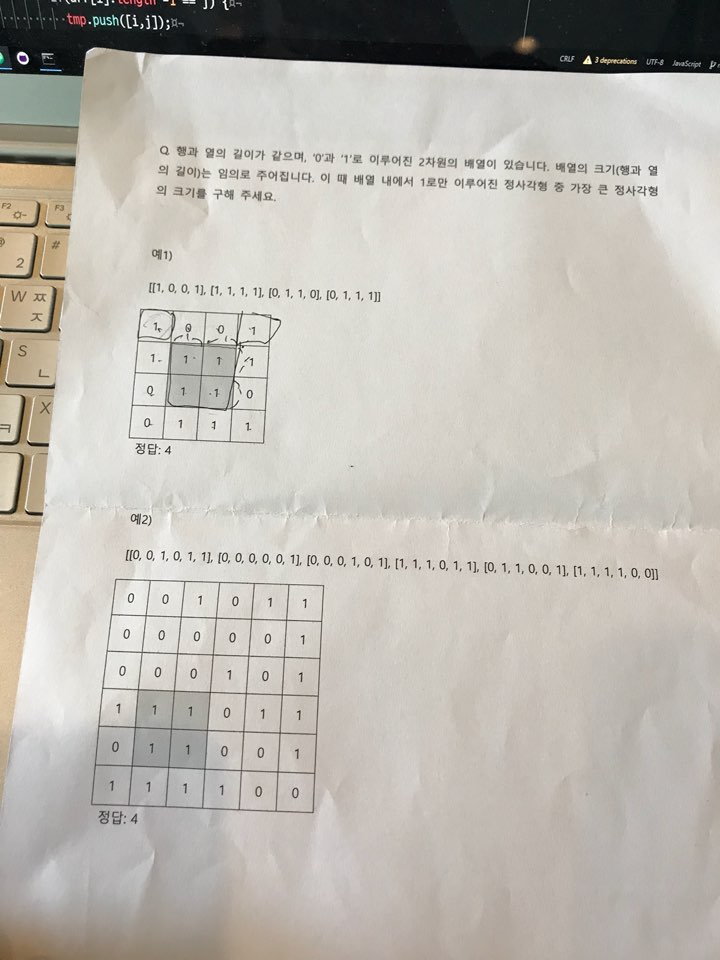 tmp.push([i,j]);
CRLF 3 deprecations UTF-8 JavaScript
F2 F3
2 #
W ㅉ ㅈ
S ㄴ
X
Q. 행과 열의 길이가 같으며, '0'과 '1'로 이루어진 2차원의 배열이 있습니다. 배열의 크기(행과 열
의 길이)는 임의로 주어집니다. 이 때 배열 내에서 1로만 이루어진 정사각형 중 가장 큰 정사각형
의 크기를 구해 주세요.
예1)
[[1, 0, 0, 1], [1, 1, 1, 1], [0, 1, 1, 0], [0, 1, 1, 1]]
1 0 0 1
1 1 1 1
0 1 1 0
0 1 1 1
정답: 4
예2)
[[0, 0, 1, 0, 1, 1], [0, 0, 0, 0, 0, 1], [0, 0, 0, 1, 0, 1], [1, 1, 1, 0, 1, 1], [0, 1, 1, 0, 0, 1], [1, 1, 1, 1, 0, 0]]
0 0 1 0 1 1
0 0 0 0 0 1
0 0 0 1 0 1
1 1 1 0 1 1
0 1 1 0 0 1
1 1 1 1 0 0
정답: 4